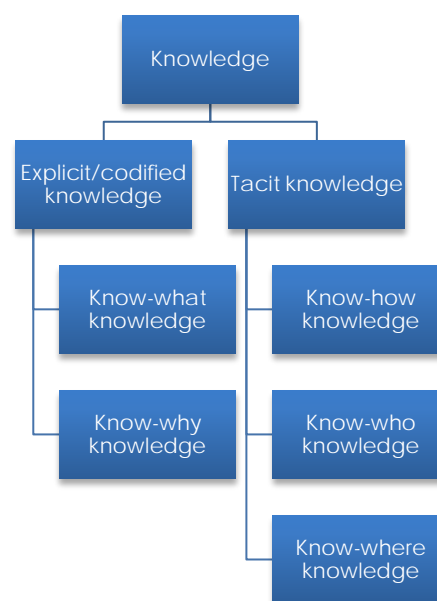 Knowledge
Explicit/codified
knowledge
Tacit knowledge
Know-what
knowledge
Know-how
knowledge
Know-why
knowledge
Know-who
knowledge
Know-where
knowledge